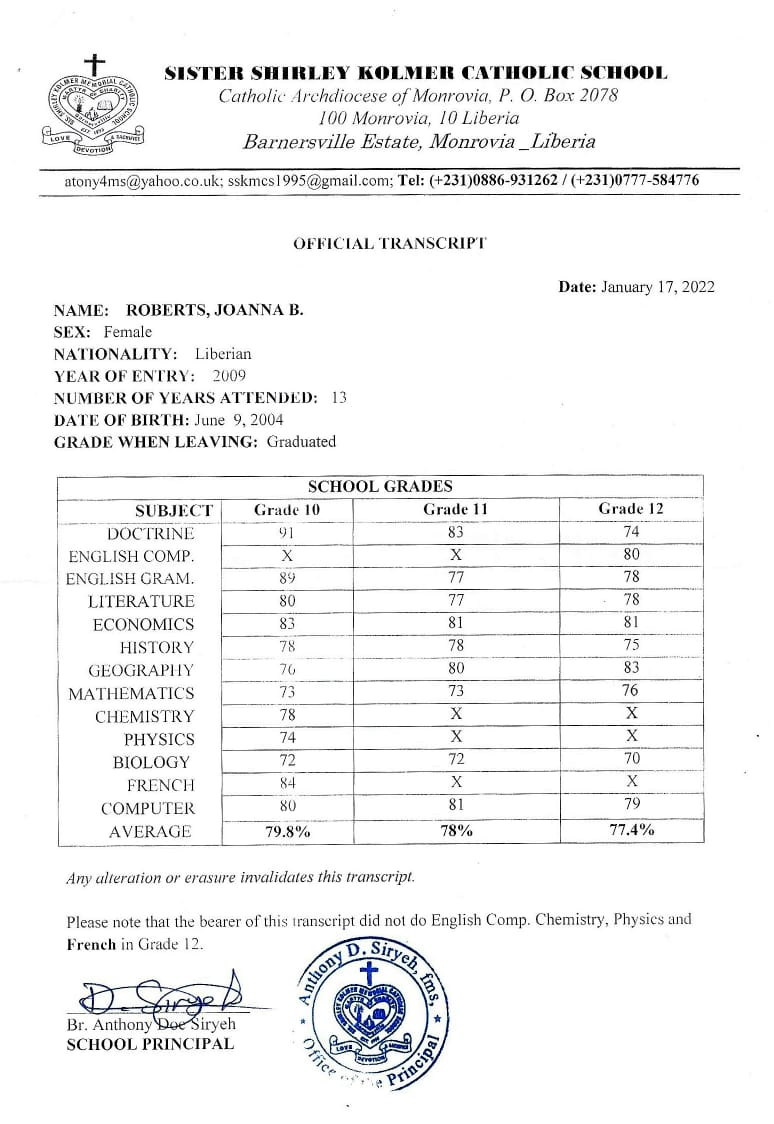 SISTER SHIRLEY KOLMER CATHOLIC SCHOOL
Catholic Archdiocese of Monrovia, P. O. Box 2078
100 Monrovia, 10 Liberia
Barnersville Estate, Monrovia _Liberia
LOVE DEVOTION & SACRIFICE
atony4ms@yahoo.co.uk; sskmcs1995@gmail.com; Tel: (+231)0886-931262 / (+231)0777-584776
OFFICIAL TRANSCRIPT
Date: January 17, 2022
NAME: ROBERTS, JOANNA B.
SEX: Female
NATIONALITY: Liberian
YEAR OF ENTRY: 2009
NUMBER OF YEARS ATTENDED: 13
DATE OF BIRTH: June 9, 2004
GRADE WHEN LEAVING: Graduated
SCHOOL GRADES
SUBJECT Grade 10 Grade 11 Grade 12
DOCTRINE 91 83 74
ENGLISH COMP. X X 80
ENGLISH GRAM. 89 77 78
LITERATURE 80 77 78
ECONOMICS 83 81 81
HISTORY 78 78 75
GEOGRAPHY 76 80 83
MATHEMATICS 73 73 76
CHEMISTRY 78 X X
PHYSICS 74 X X
BIOLOGY 72 72 70
FRENCH 84 X X
COMPUTER 80 81 79
AVERAGE 79.8% 78% 77.4%
Any alteration or erasure invalidates this transcript.
Please note that the bearer of this transcript did not do English Comp. Chemistry, Physics and
French in Grade 12.
D. Sirye
Br. Anthony Doe Siryeh
SCHOOL PRINCIPAL
Anthony D. Siryeh, fms.
Office of the Principal